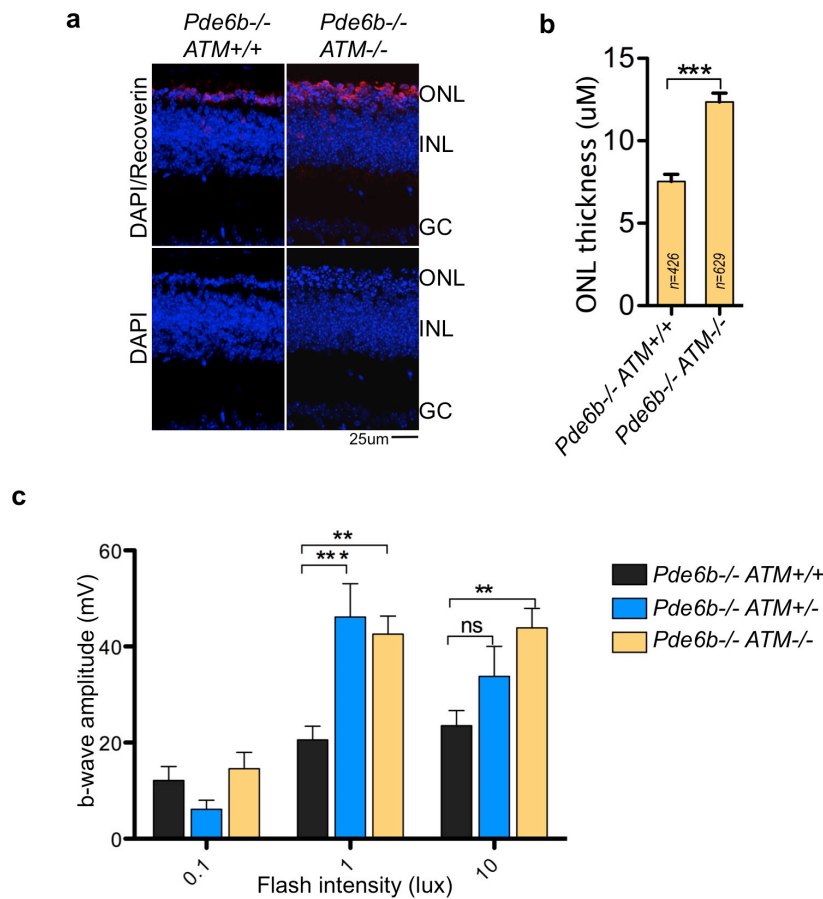 a
Pde6b-/-
ATM+/+
Pde6b-/-
ATM-/-
DAPI/Recoverin
ONL
INL
GC
DAPI
ONL
INL
GC
25um
b
ONL thickness (uM)
15
10
5
0
***
n=426
n=629
Pde6b-/- ATM+/+
Pde6b-/- ATM-/-
c
b-wave amplitude (mV)
60
40
20
0
**
***
**
ns
0.1
1
10
Flash intensity (lux)
Pde6b-/- ATM+/+
Pde6b-/- ATM+/-
Pde6b-/- ATM-/-